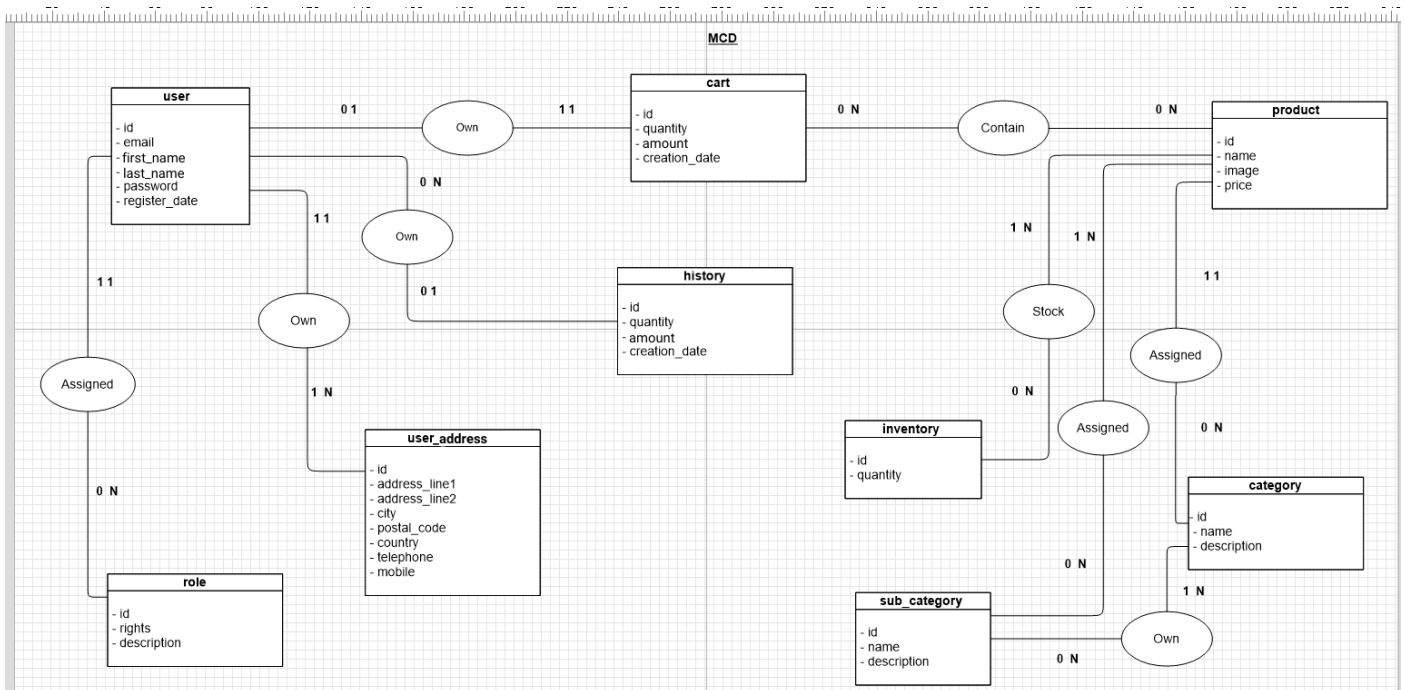 MCD
user
- id
- email
- first_name
- last_name
- password
- register_date
0 1
Own
1 1
cart
- id
- quantity
- amount
- creation_date
0 N
Contain
0 N
product
- id
- name
- image
- price
0 N
Own
0 1
history
- id
- quantity
- amount
- creation_date
1 1
Own
1 N
user_address
- id
- address_line1
- address_line2
- city
- postal_code
- country
- telephone
- mobile
1 1
Assigned
0 N
role
- id
- rights
- description
1 N
Stock
0 N
inventory
- id
- quantity
1 N
Assigned
0 N
sub_category
- id
- name
- description
1 1
Assigned
0 N
category
- id
- name
- description
1 N
Own
0 N